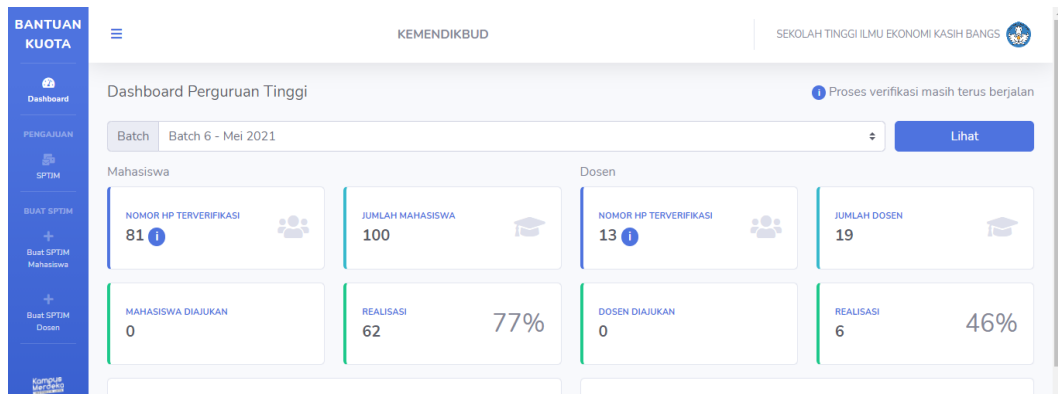 BANTUAN
KUOTA
KEMENDIKBUD
SEKOLAH TINGGI ILMU EKONOMI KASIH BANGS
Dashboard
Dashboard Perguruan Tinggi
i Proses verifikasi masih terus berjalan
PENGAJUAN
SPTJM
BUAT SPTJM
Buat SPTJM
Mahasiswa
Buat SPTJM
Dosen
Kampus
Merdeka
Batch Batch 6 - Mei 2021 Lihat
Mahasiswa
NOMOR HP TERVERIFIKASI
81 i
JUMLAH MAHASISWA
100
MAHASISWA DIAJUKAN
0
REALISASI
62 77%
Dosen
NOMOR HP TERVERIFIKASI
13 i
JUMLAH DOSEN
19
DOSEN DIAJUKAN
0
REALISASI
6 46%